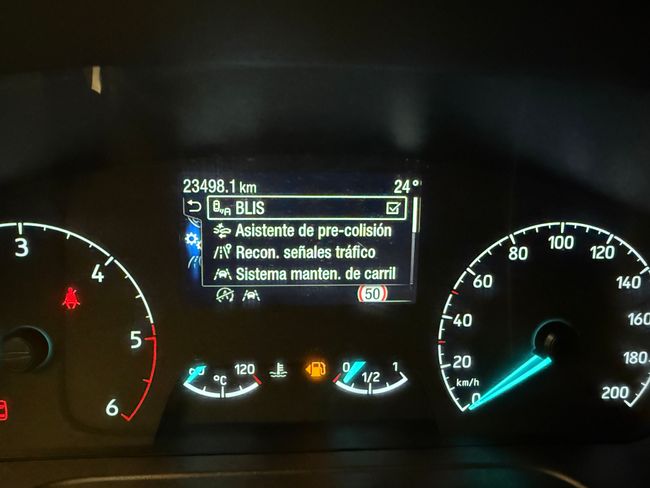 23498.1 km 24°
BLIS
Asistente de pre-colisión
Recon. señales tráfico
Sistema manten. de carril
50
3
4
5
6
120
°C
0 1/2 1
0 20 40 60 80 100 120 140 160 180 200
km/h